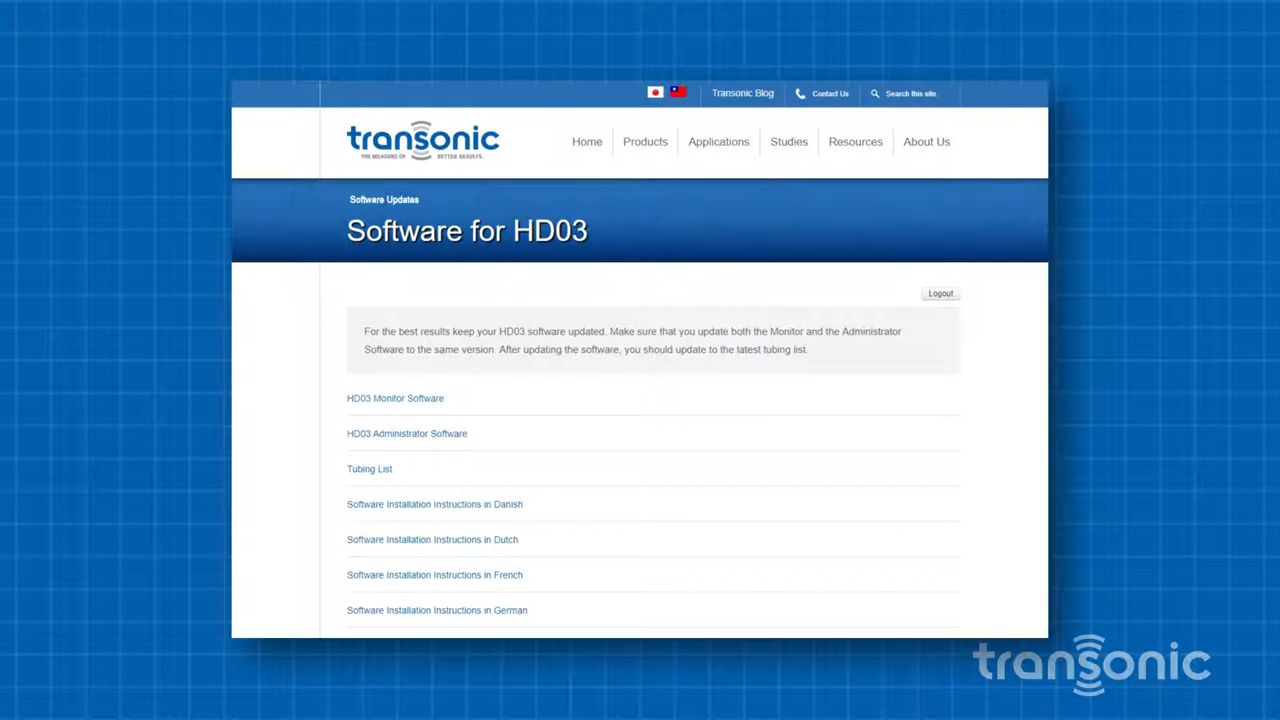 Transonic Blog
Contact Us
Search this site.
transonic
THE MEASURE OF BETTER RESULTS.
Home
Products
Applications
Studies
Resources
About Us
Software Updates
Software for HD03
Logout
For the best results keep your HD03 software updated. Make sure that you update both the Monitor and the Administrator
Software to the same version. After updating the software, you should update to the latest tubing list.
HD03 Monitor Software
HD03 Administrator Software
Tubing List
Software Installation Instructions in Danish
Software Installation Instructions in Dutch
Software Installation Instructions in French
Software Installation Instructions in German
transonic